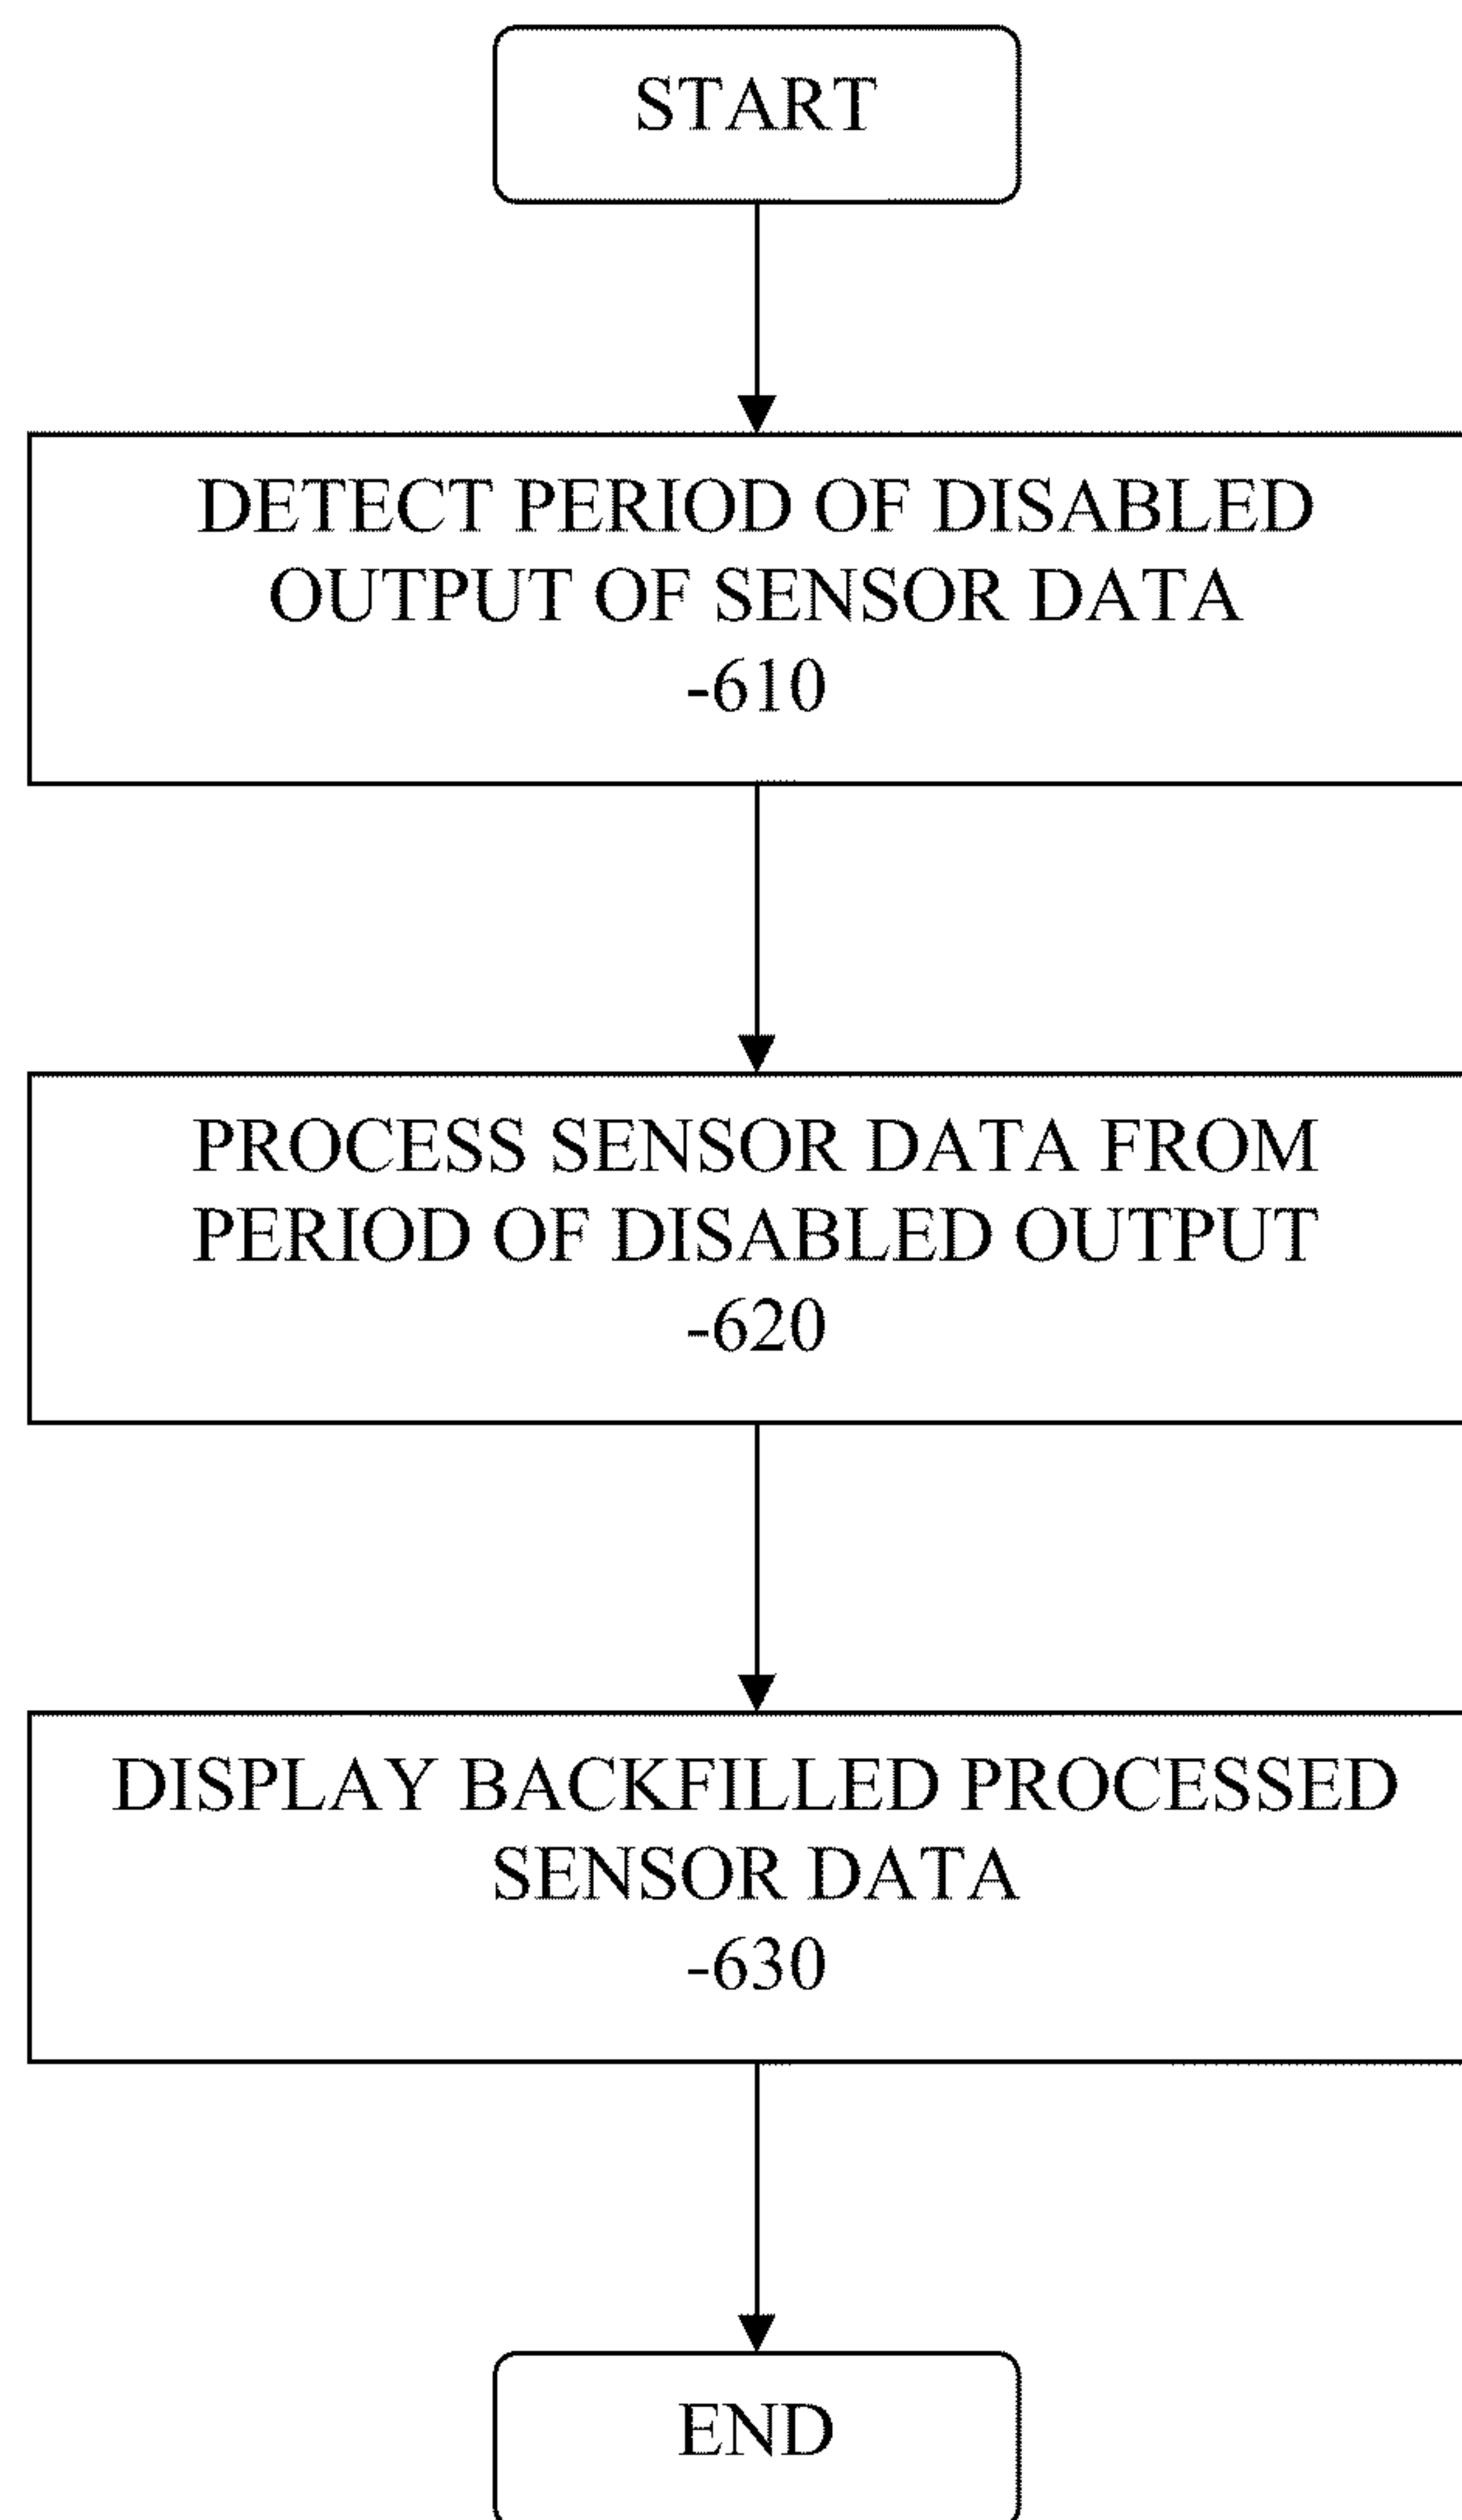 START
DETECT PERIOD OF DISABLED
OUTPUT OF SENSOR DATA
-610
PROCESS SENSOR DATA FROM
PERIOD OF DISABLED OUTPUT
-620
DISPLAY BACKFILLED PROCESSED
SENSOR DATA
-630
END